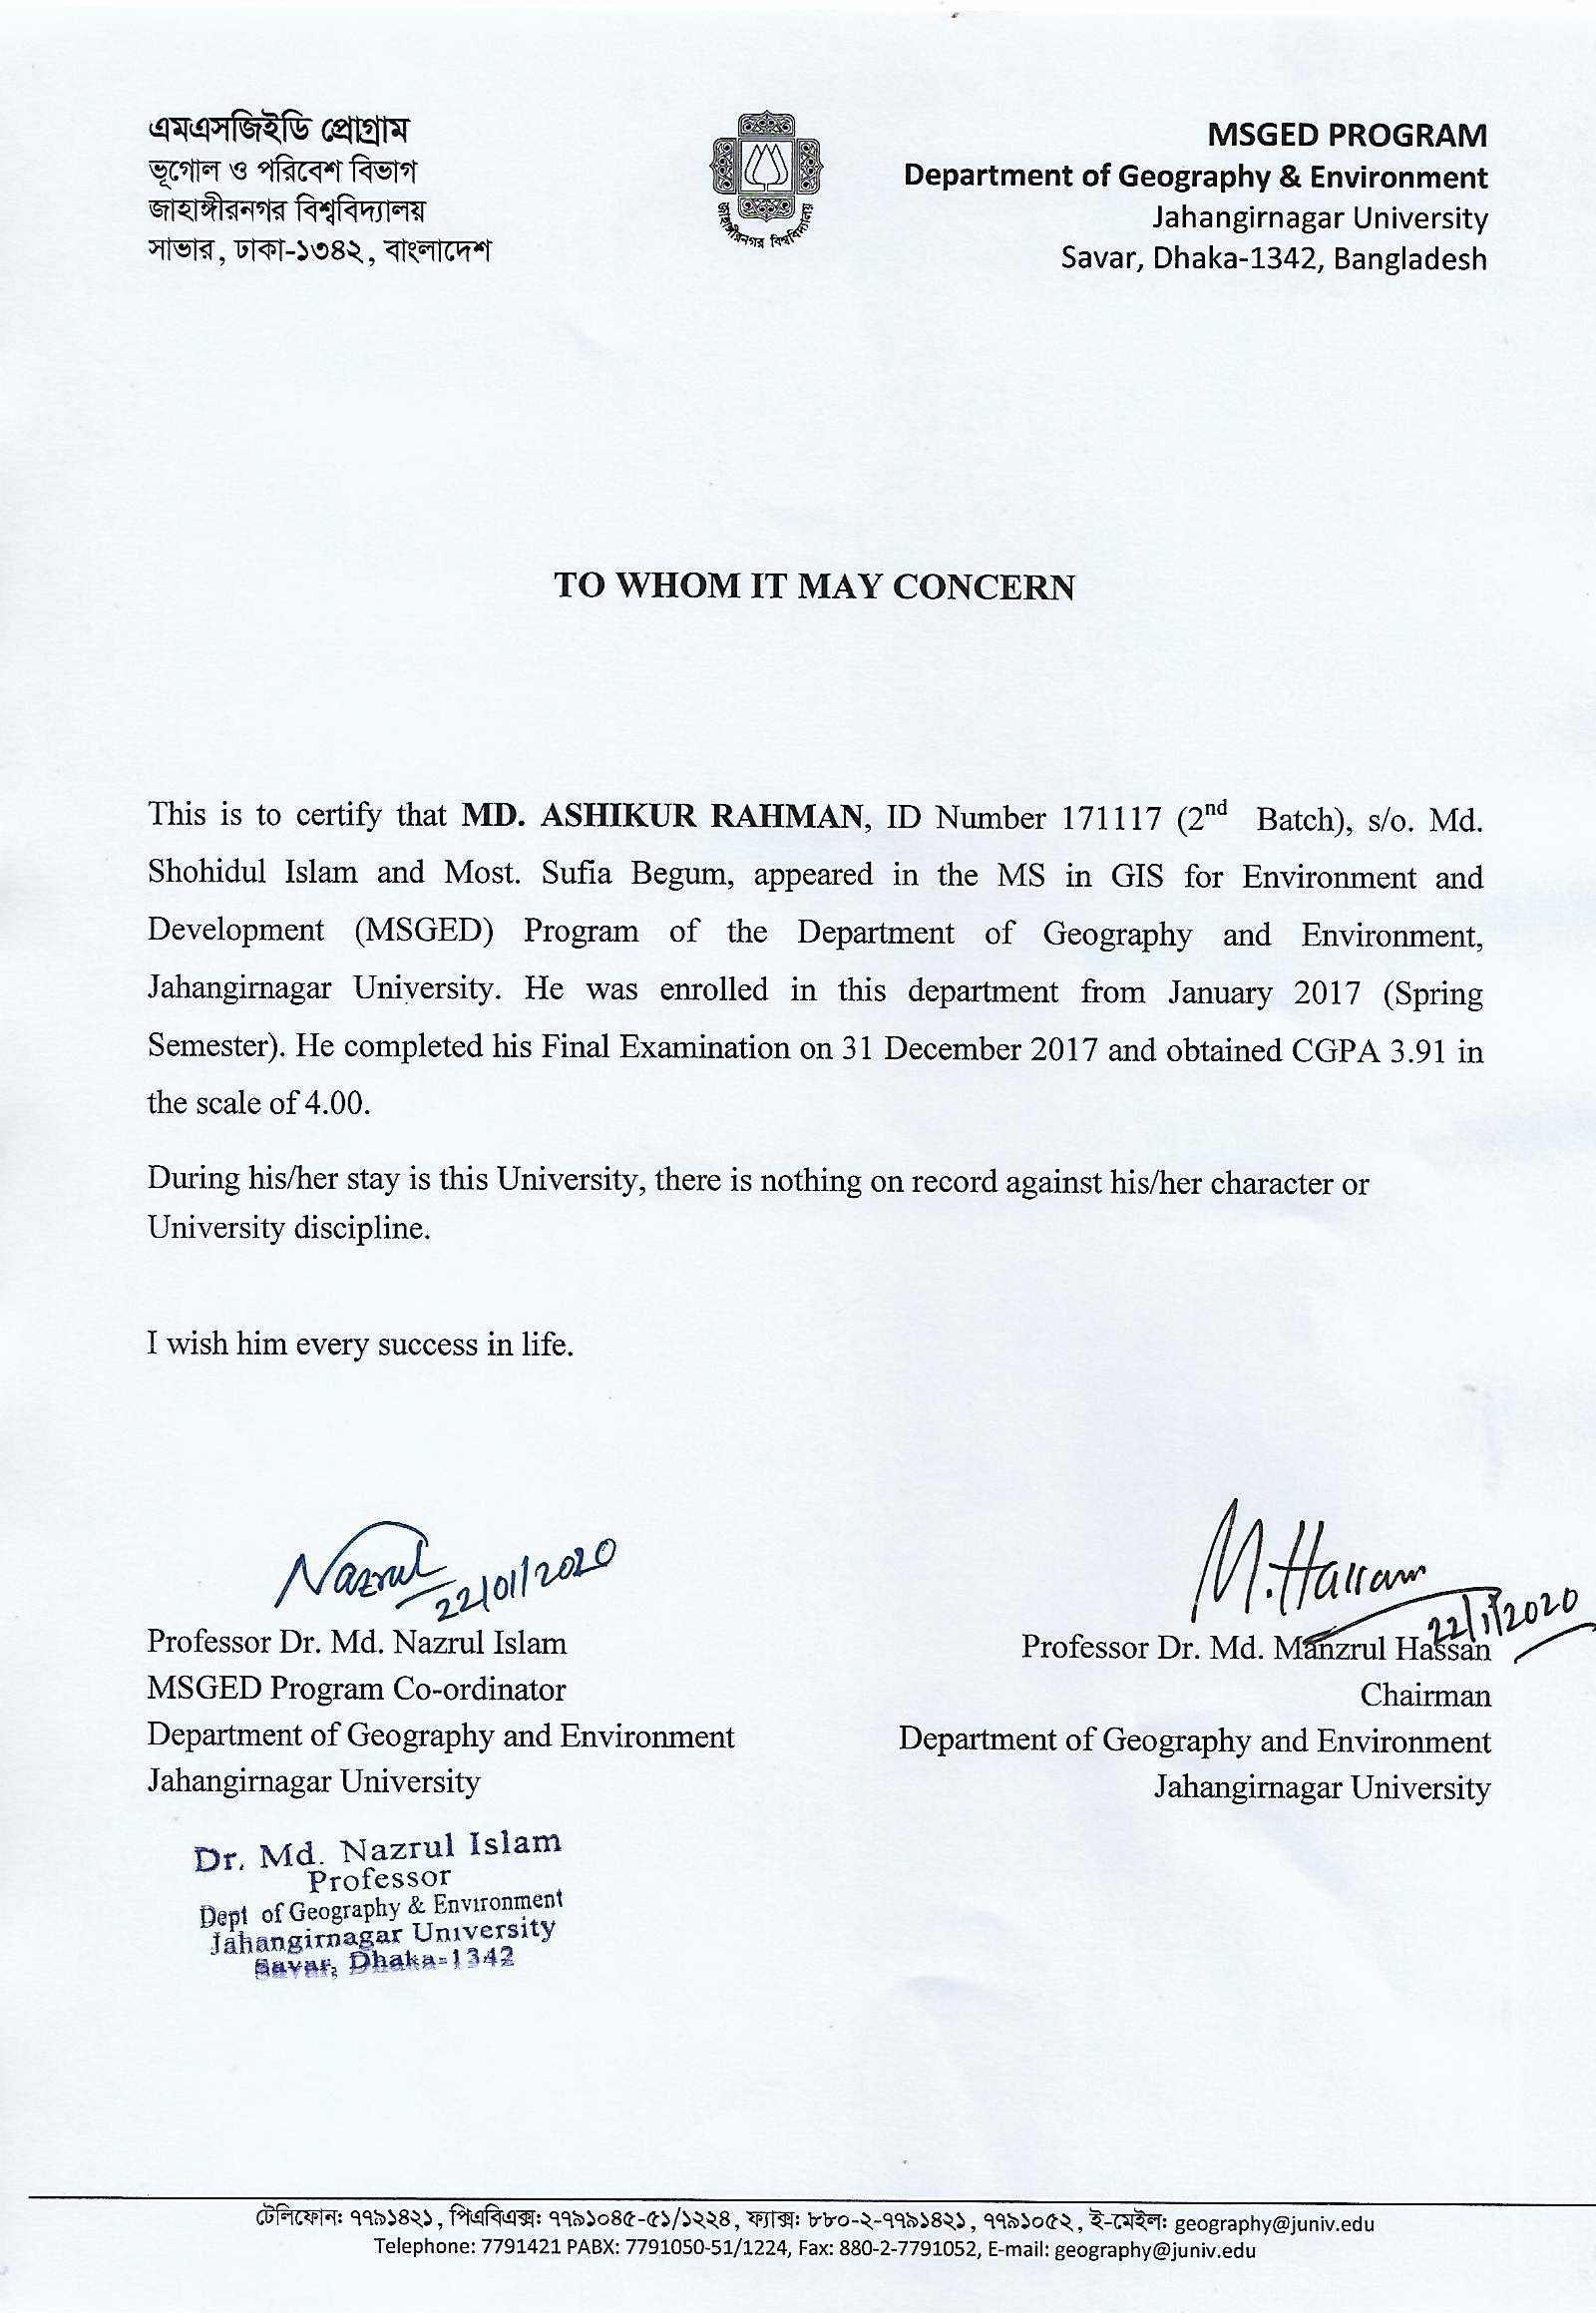 এমএসজিইডি প্রোগ্রাম
ভূগোল ও পরিবেশ বিভাগ
জাহাঙ্গীরনগর বিশ্ববিদ্যালয়
সাভার, ঢাকা-১৩৪২, বাংলাদেশ
জাহাঙ্গীরনগর বিশ্ববিদ্যালয়
MSGED PROGRAM
Department of Geography & Environment
Jahangirnagar University
Savar, Dhaka-1342, Bangladesh
TO WHOM IT MAY CONCERN
This is to certify that MD. ASHIKUR RAHMAN, ID Number 171117 (2nd Batch), s/o. Md.
Shohidul Islam and Most. Sufia Begum, appeared in the MS in GIS for Environment and
Development (MSGED) Program of the Department of Geography and Environment,
Jahangirnagar University. He was enrolled in this department from January 2017 (Spring
Semester). He completed his Final Examination on 31 December 2017 and obtained CGPA 3.91 in
the scale of 4.00.
During his/her stay is this University, there is nothing on record against his/her character or
University discipline.
I wish him every success in life.
Nazrul
22/01/2020
Professor Dr. Md. Nazrul Islam
MSGED Program Co-ordinator
Department of Geography and Environment
Jahangirnagar University
Dr. Md. Nazrul Islam
Professor
Dept of Geography & Environment
Jahangirnagar University
Savar, Dhaka-1342
M. Hassan
22/1/2020
Professor Dr. Md. Manzrul Hassan
Chairman
Department of Geography and Environment
Jahangirnagar University
টেলিফোন: ৭৭৯১৪২১, পিএবিএক্স: ৭৭৯১০৪৫-৫১/১২২৪, ফ্যাক্স: ৮৮০-২-৭৭৯১৪২১, ৭৭৯১০৫২, ই-মেইল: geography@juniv.edu
Telephone: 7791421 PABX: 7791050-51/1224, Fax: 880-2-7791052, E-mail: geography@juniv.edu